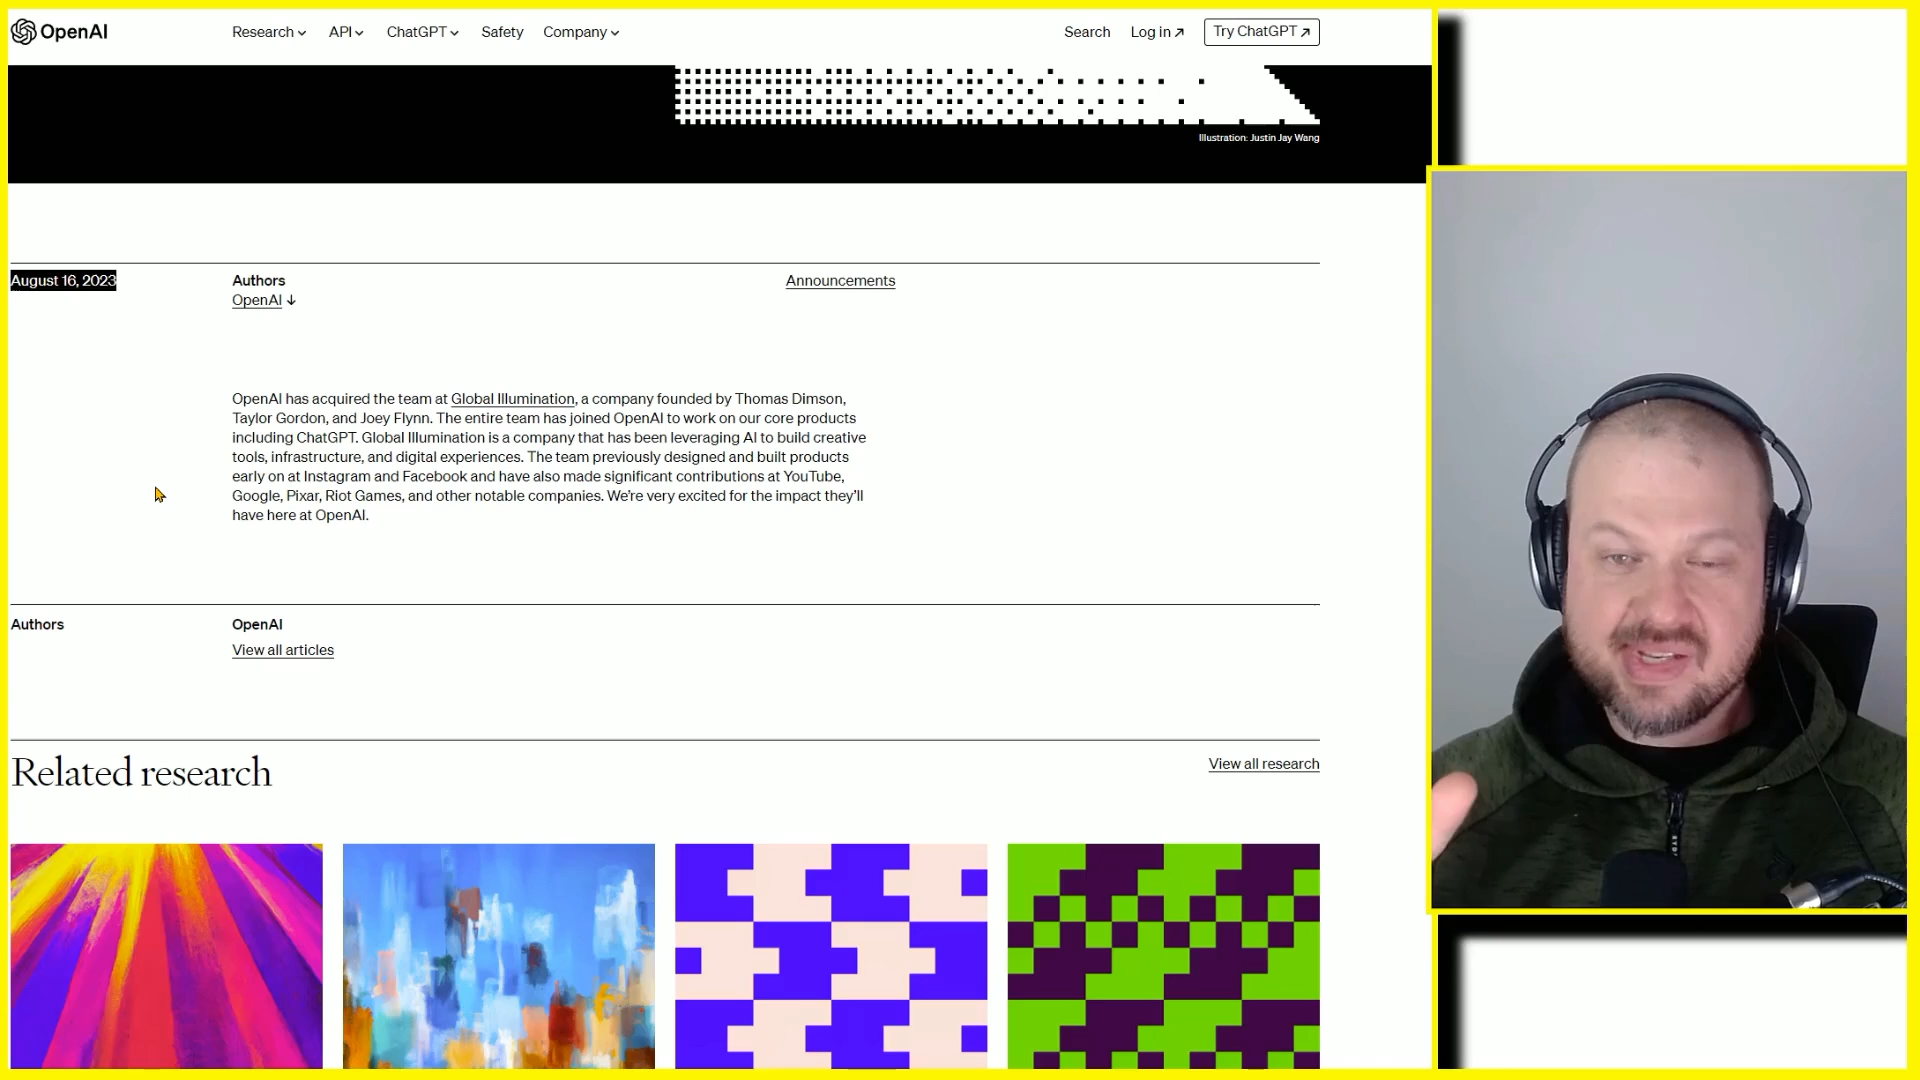 OpenAI
Research
API
ChatGPT
Safety
Company
Search
Log in
Try ChatGPT
Illustration: Justin Jay Wang
August 16, 2023
Authors
OpenAI
Announcements
OpenAI has acquired the team at Global Illumination, a company founded by Thomas Dimson,
Taylor Gordon, and Joey Flynn. The entire team has joined OpenAI to work on our core products
including ChatGPT. Global Illumination is a company that has been leveraging AI to build creative
tools, infrastructure, and digital experiences. The team previously designed and built products
early on at Instagram and Facebook and have also made significant contributions at YouTube,
Google, Pixar, Riot Games, and other notable companies. We're very excited for the impact they'll
have here at OpenAI.
Authors
OpenAI
View all articles
Related research
View all research